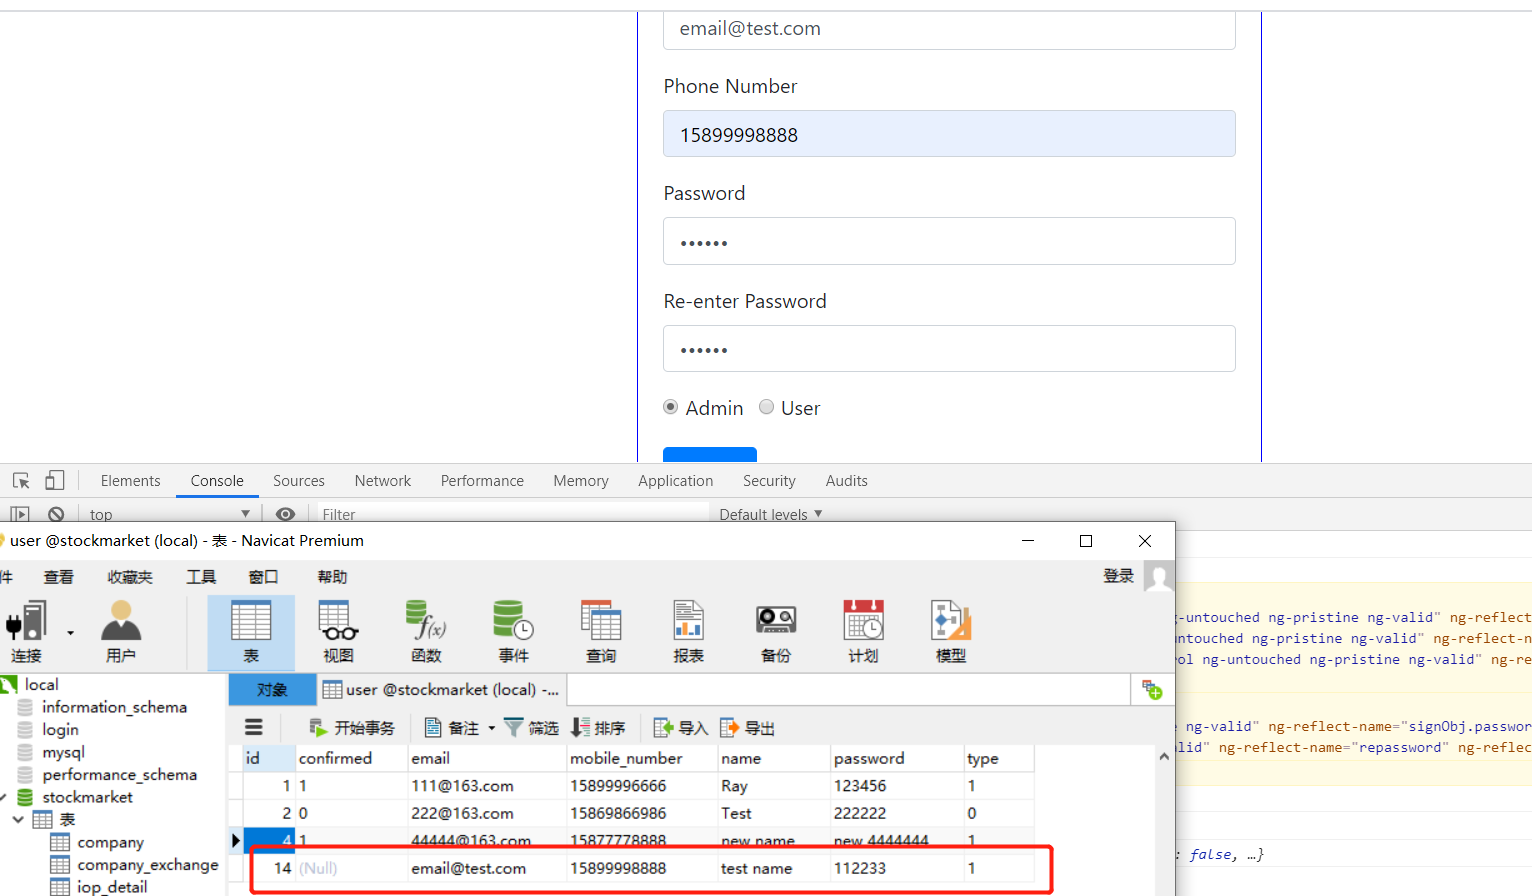 email@test.com
Phone Number
15899998888
Password
••••••
Re-enter Password
••••••
Admin User
Elements Console Sources Network Performance Memory Application Security Audits
top Filter Default levels
user @stockmarket (local) - 表 - Navicat Premium
件 查看 收藏夹 工具 窗口 帮助 登录
连接 用户 表 视图 函数 事件 查询 报表 备份 计划 模型
-untouched ng-pristine ng-valid" ng-reflect
untouched ng-pristine ng-valid" ng-reflect-n
ol ng-untouched ng-pristine ng-valid" ng-re
ng-valid" ng-reflect-name="signObj.passwor
lid" ng-reflect-name="repassword" ng-reflec
: false, …}
local
information_schema
login
mysql
performance_schema
stockmarket
表
company
company_exchange
iop_detail
对象 user @stockmarket (local) -...
开始事务 备注 筛选 排序 导入 导出
id confirmed email mobile_number name password type
1 1 111@163.com 15899996666 Ray 123456 1
2 0 222@163.com 15869866986 Test 222222 0
4 1 44444@163.com 15877778888 new name new 4444444 1
14 (Null) email@test.com 15899998888 test name 112233 1